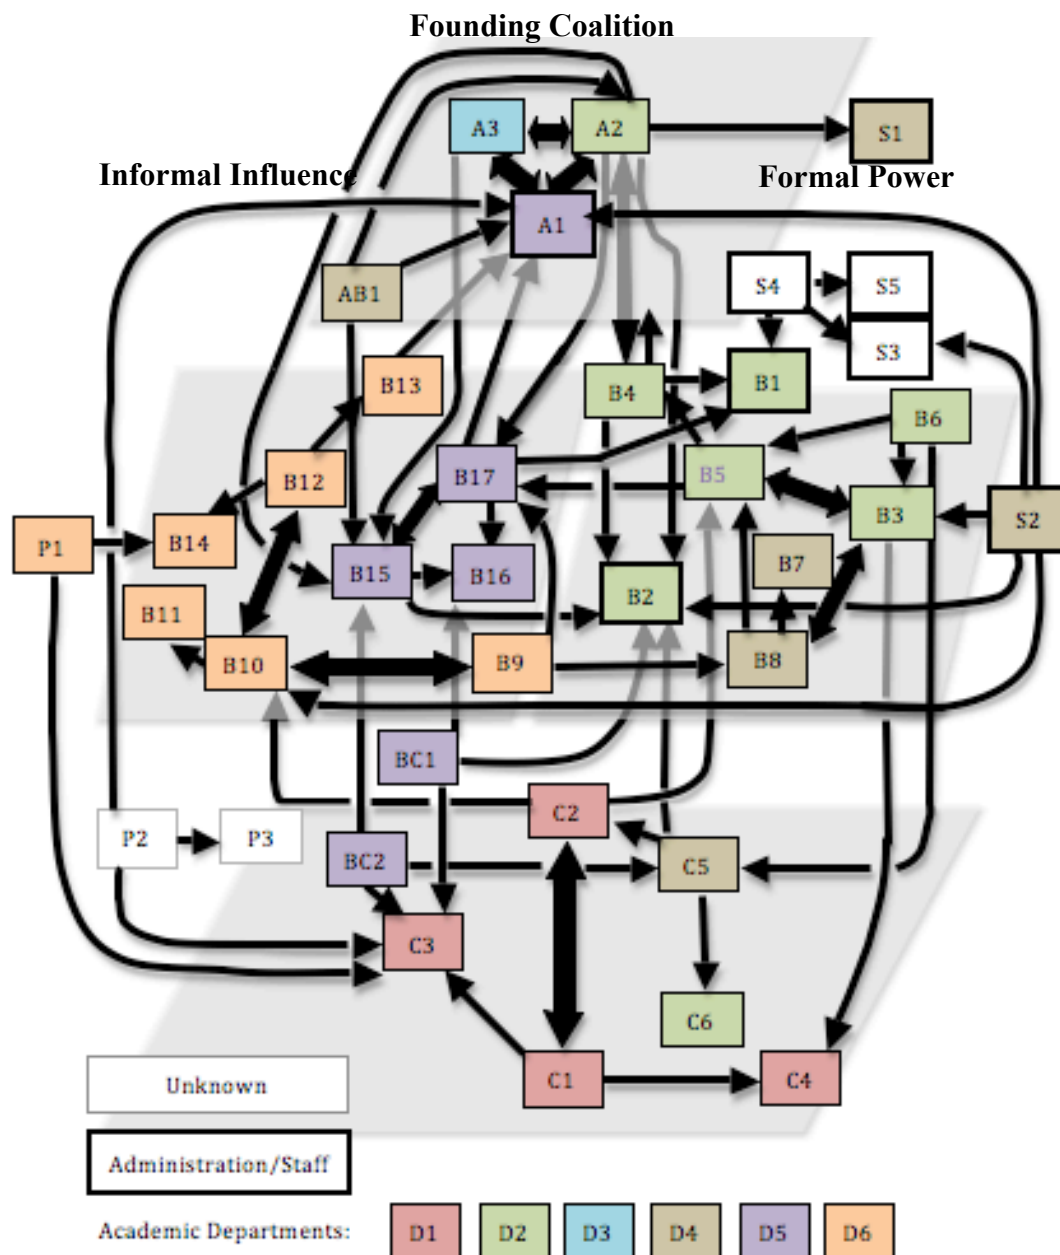 Founding Coalition
A3
A2
S1
Informal Influence
Formal Power
A1
AB1
S4
S5
S3
B13
B4
B1
B6
B12
B17
B5
B3
S2
P1
B14
B15
B16
B7
B2
B11
B10
B9
B8
BC1
C2
P2
P3
BC2
C5
C3
C6
C1
C4
Unknown
Administration/Staff
Academic Departments:
D1
D2
D3
D4
D5
D6